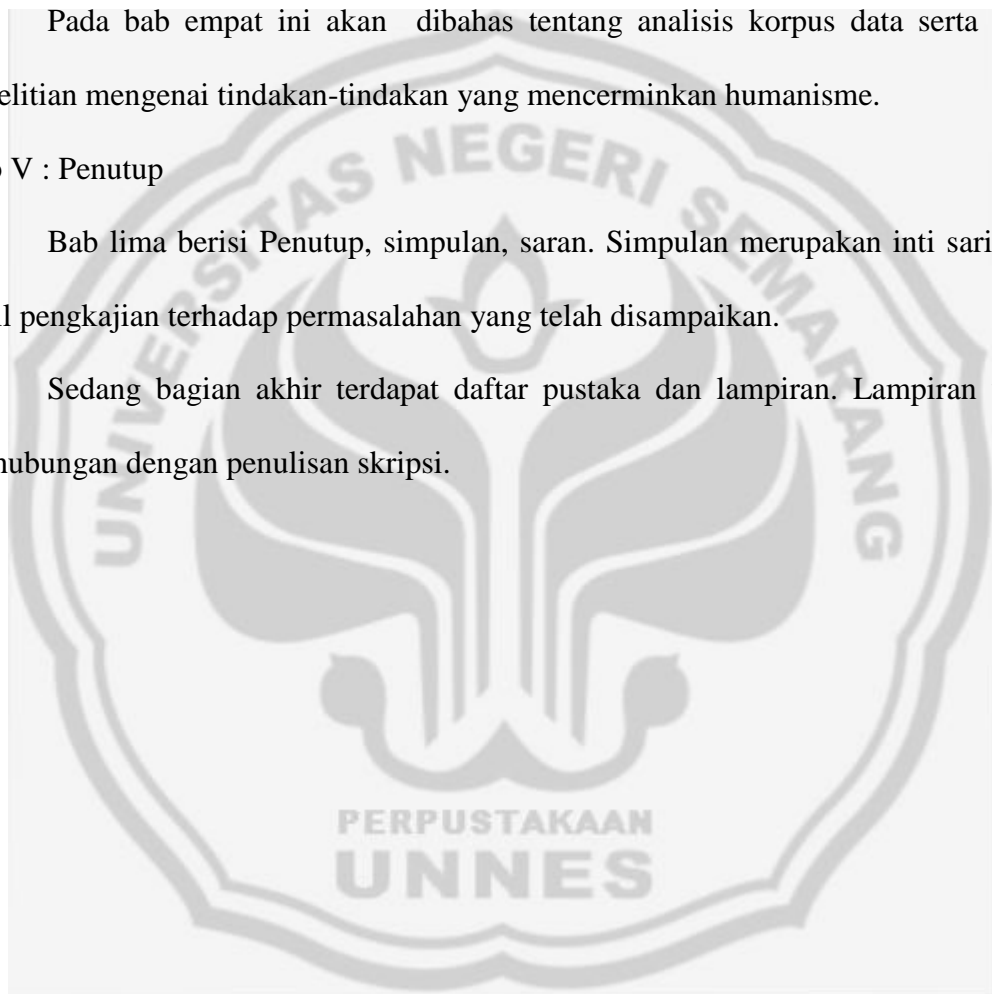 Pada bab empat ini akan dibahas tentang analisis korpus data serta
elitian mengenai tindakan-tindakan yang mencerminkan humanisme.
V : Penutup
Bab lima berisi Penutup, simpulan, saran. Simpulan merupakan inti sari
l pengkajian terhadap permasalahan yang telah disampaikan.
Sedang bagian akhir terdapat daftar pustaka dan lampiran. Lampiran
hubungan dengan penulisan skripsi.
UNIVERSITAS NEGERI SEMARANG
PERPUSTAKAAN
UNNES